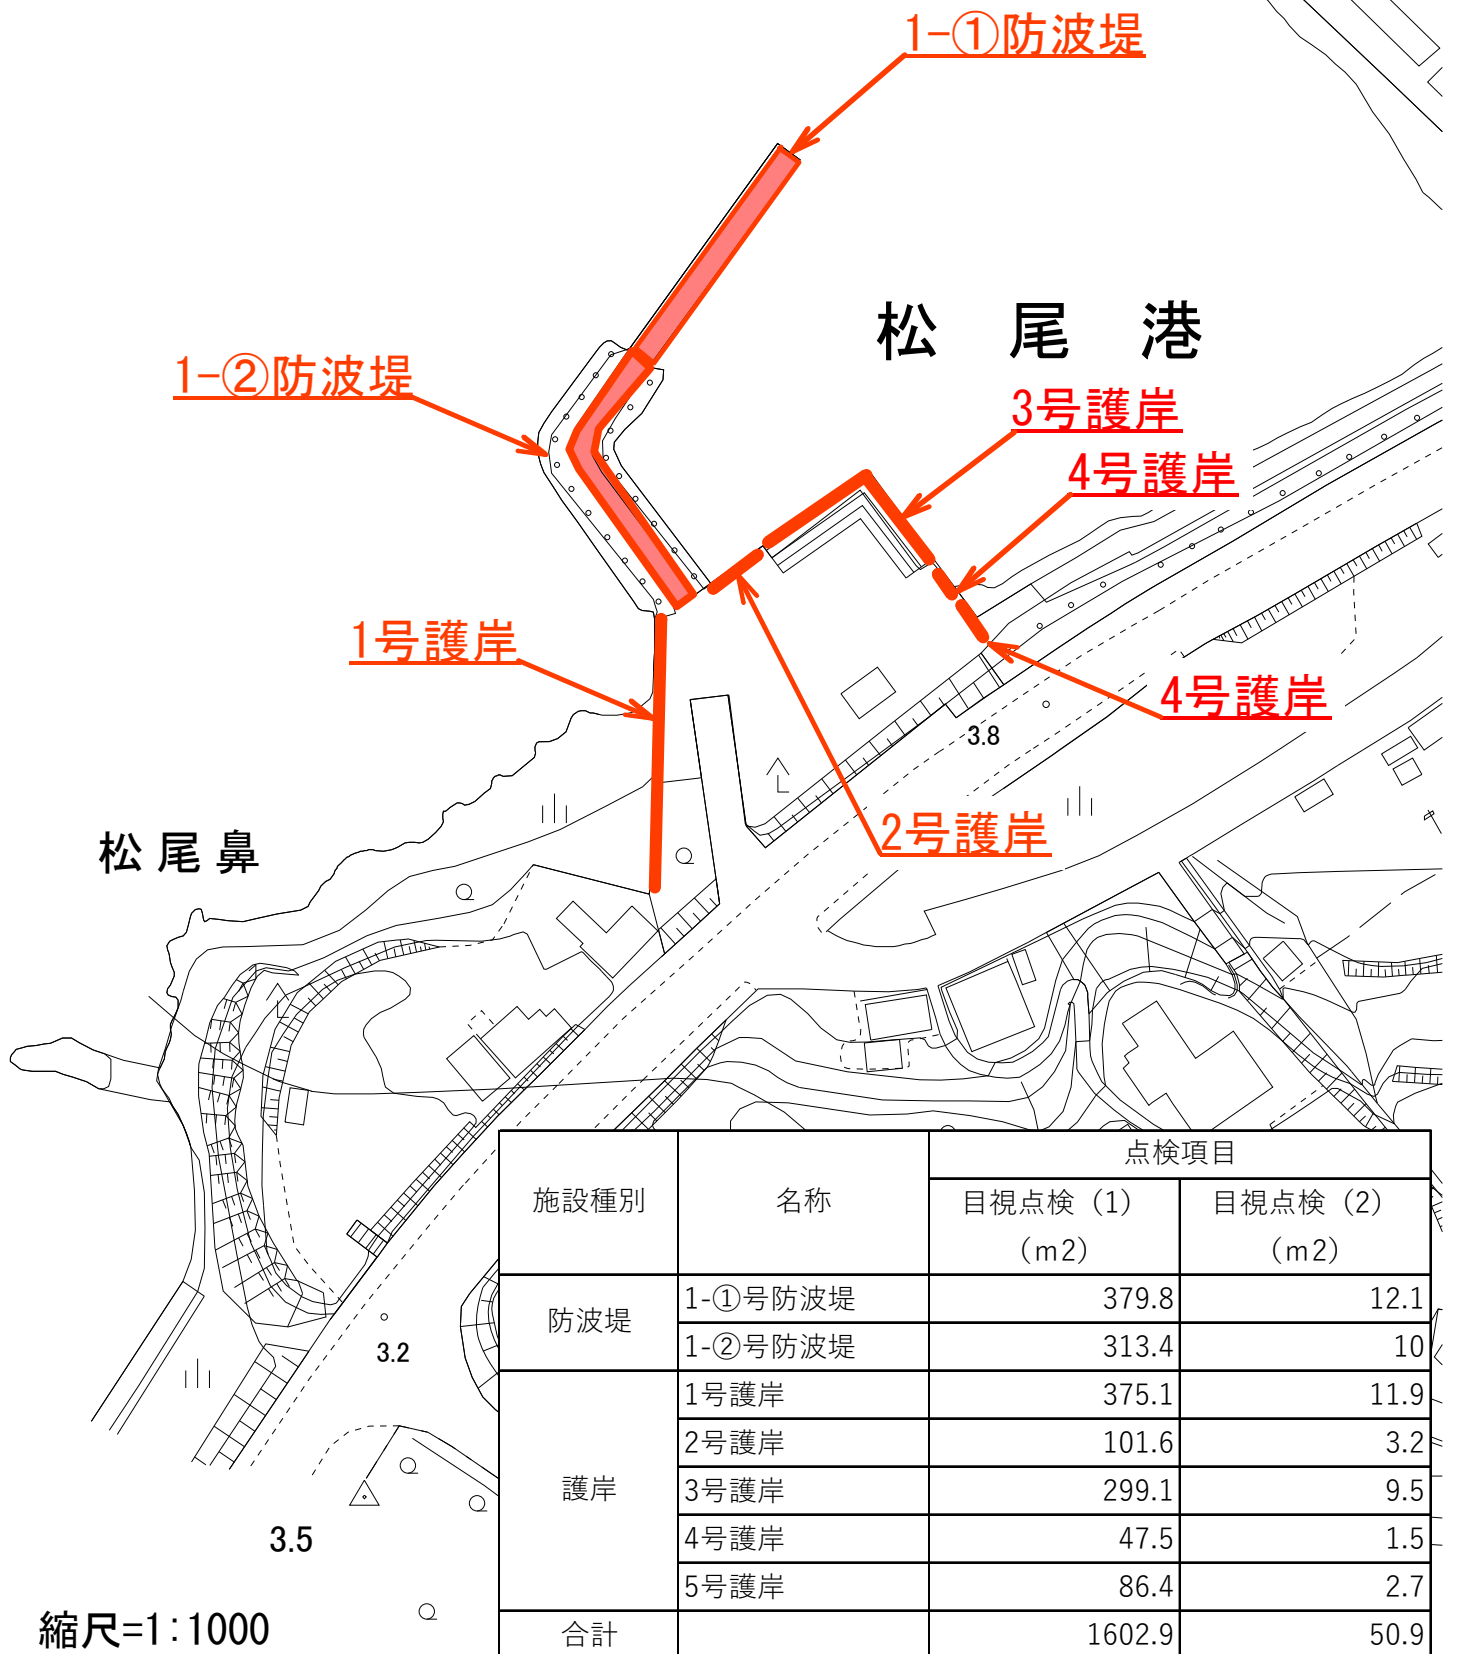 1-①防波堤
松尾港
1-②防波堤
3号護岸
4号護岸
1号護岸
4号護岸
3.8
2号護岸
松尾鼻
3.2
3.5
縮尺=1:1000
施設種別 名称 点検項目
目視点検（1）（m2） 目視点検（2）（m2）
防波堤 1-①号防波堤 379.8 12.1
1-②号防波堤 313.4 10
護岸 1号護岸 375.1 11.9
2号護岸 101.6 3.2
3号護岸 299.1 9.5
4号護岸 47.5 1.5
5号護岸 86.4 2.7
合計 1602.9 50.9